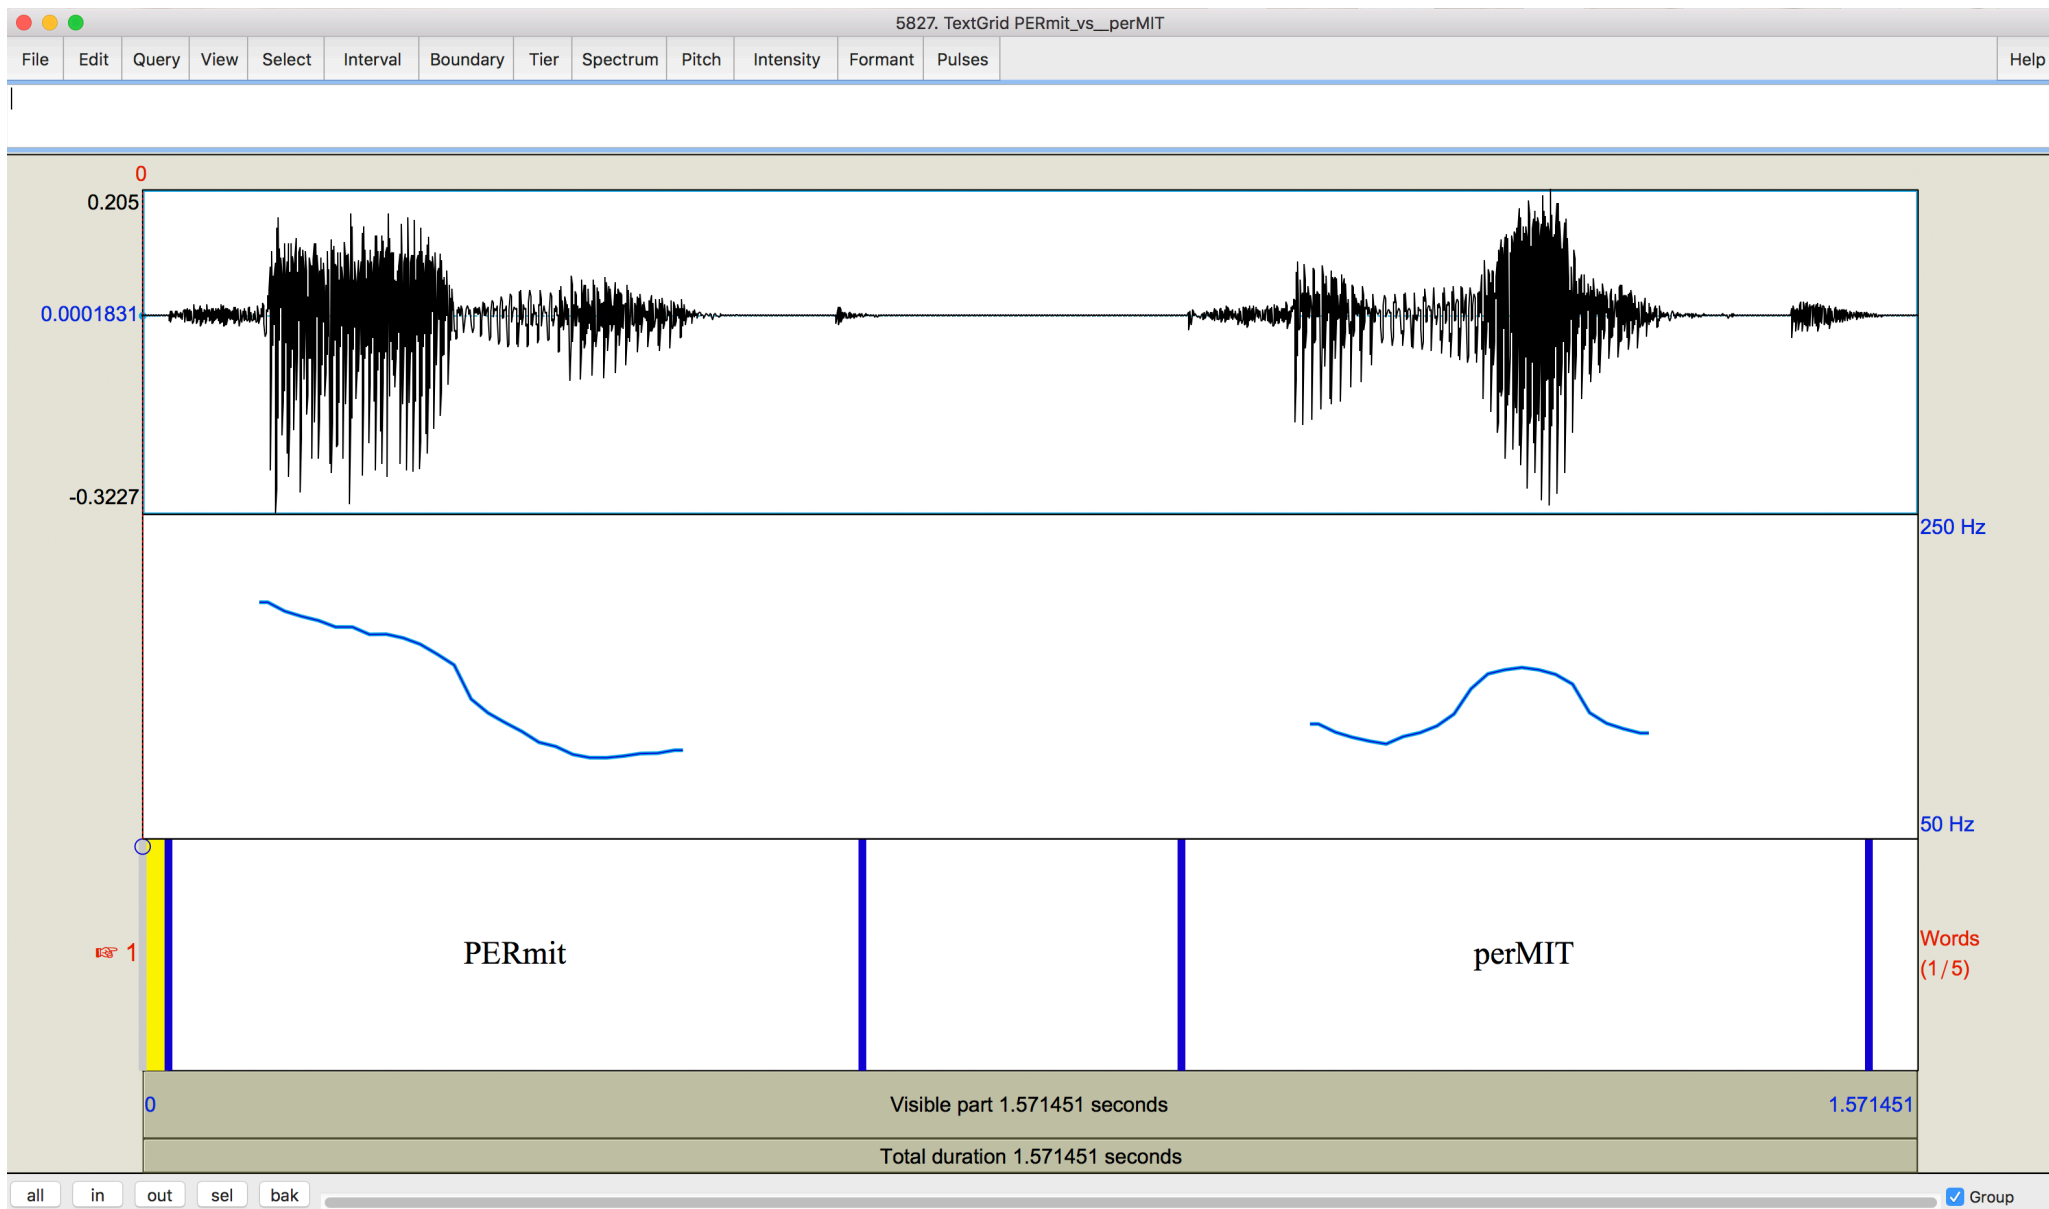 5827. TextGrid PERmit_vs__perMIT
File Edit Query View Select Interval Boundary Tier Spectrum Pitch Intensity Formant Pulses Help
0
0.205
0.0001831
-0.3227
250 Hz
50 Hz
☞ 1 PERmit perMIT Words
(1/5)
0 Visible part 1.571451 seconds 1.571451
Total duration 1.571451 seconds
all in out sel bak Group